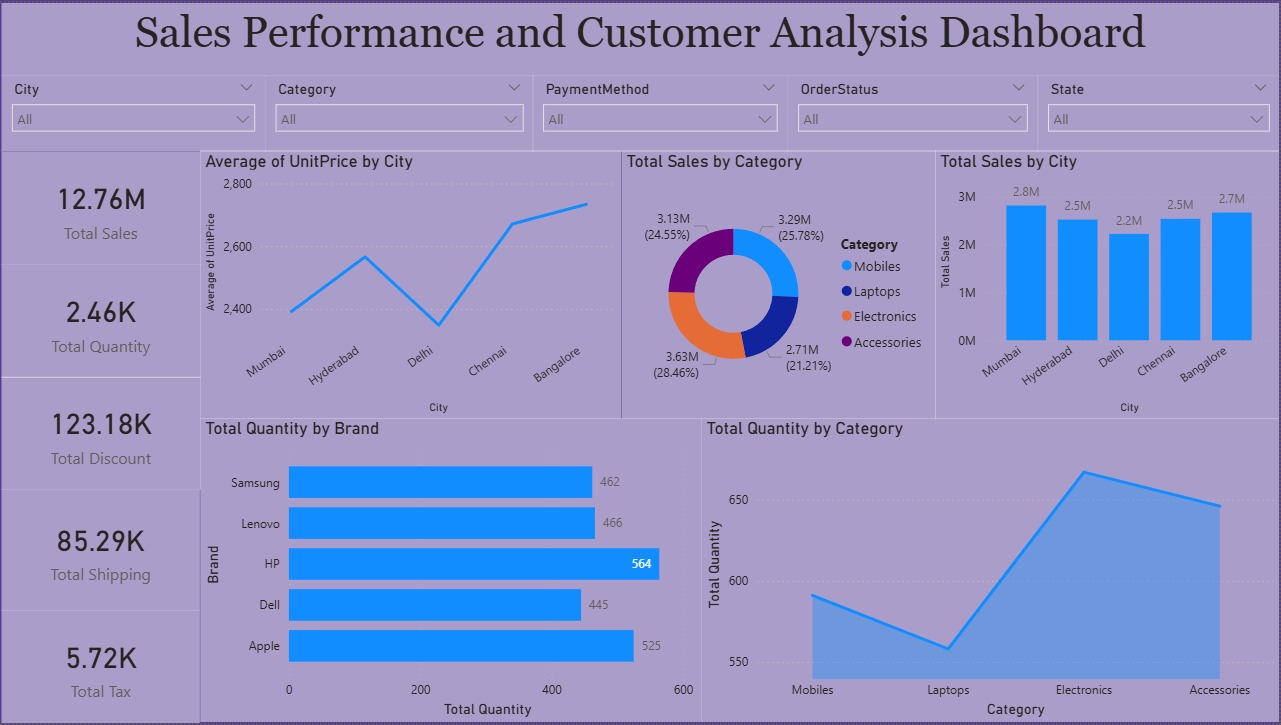 Sales Performance and Customer Analysis Dashboard
City
Category
PaymentMethod
OrderStatus
State
All
All
All
All
All
12.76M
Total Sales
2.46K
Total Quantity
123.18K
Total Discount
85.29K
Total Shipping
5.72K
Total Tax
Average of UnitPrice by City
Average of UnitPrice
2,800
2,600
2,400
Mumbai
Hyderabad
Delhi
Chennai
Bangalore
City
Total Sales by Category
3.13M
(24.55%)
3.29M
(25.78%)
3.63M
(28.46%)
2.71M
(21.21%)
Category
Mobiles
Laptops
Electronics
Accessories
Total Sales by City
Total Sales
3M
2M
1M
0M
2.8M
2.5M
2.2M
2.5M
2.7M
Mumbai
Hyderabad
Delhi
Chennai
Bangalore
City
Total Quantity by Brand
Brand
Samsung 462
Lenovo 466
HP 564
Dell 445
Apple 525
0 200 400 600
Total Quantity
Total Quantity by Category
Total Quantity
650
600
550
Mobiles
Laptops
Electronics
Accessories
Category